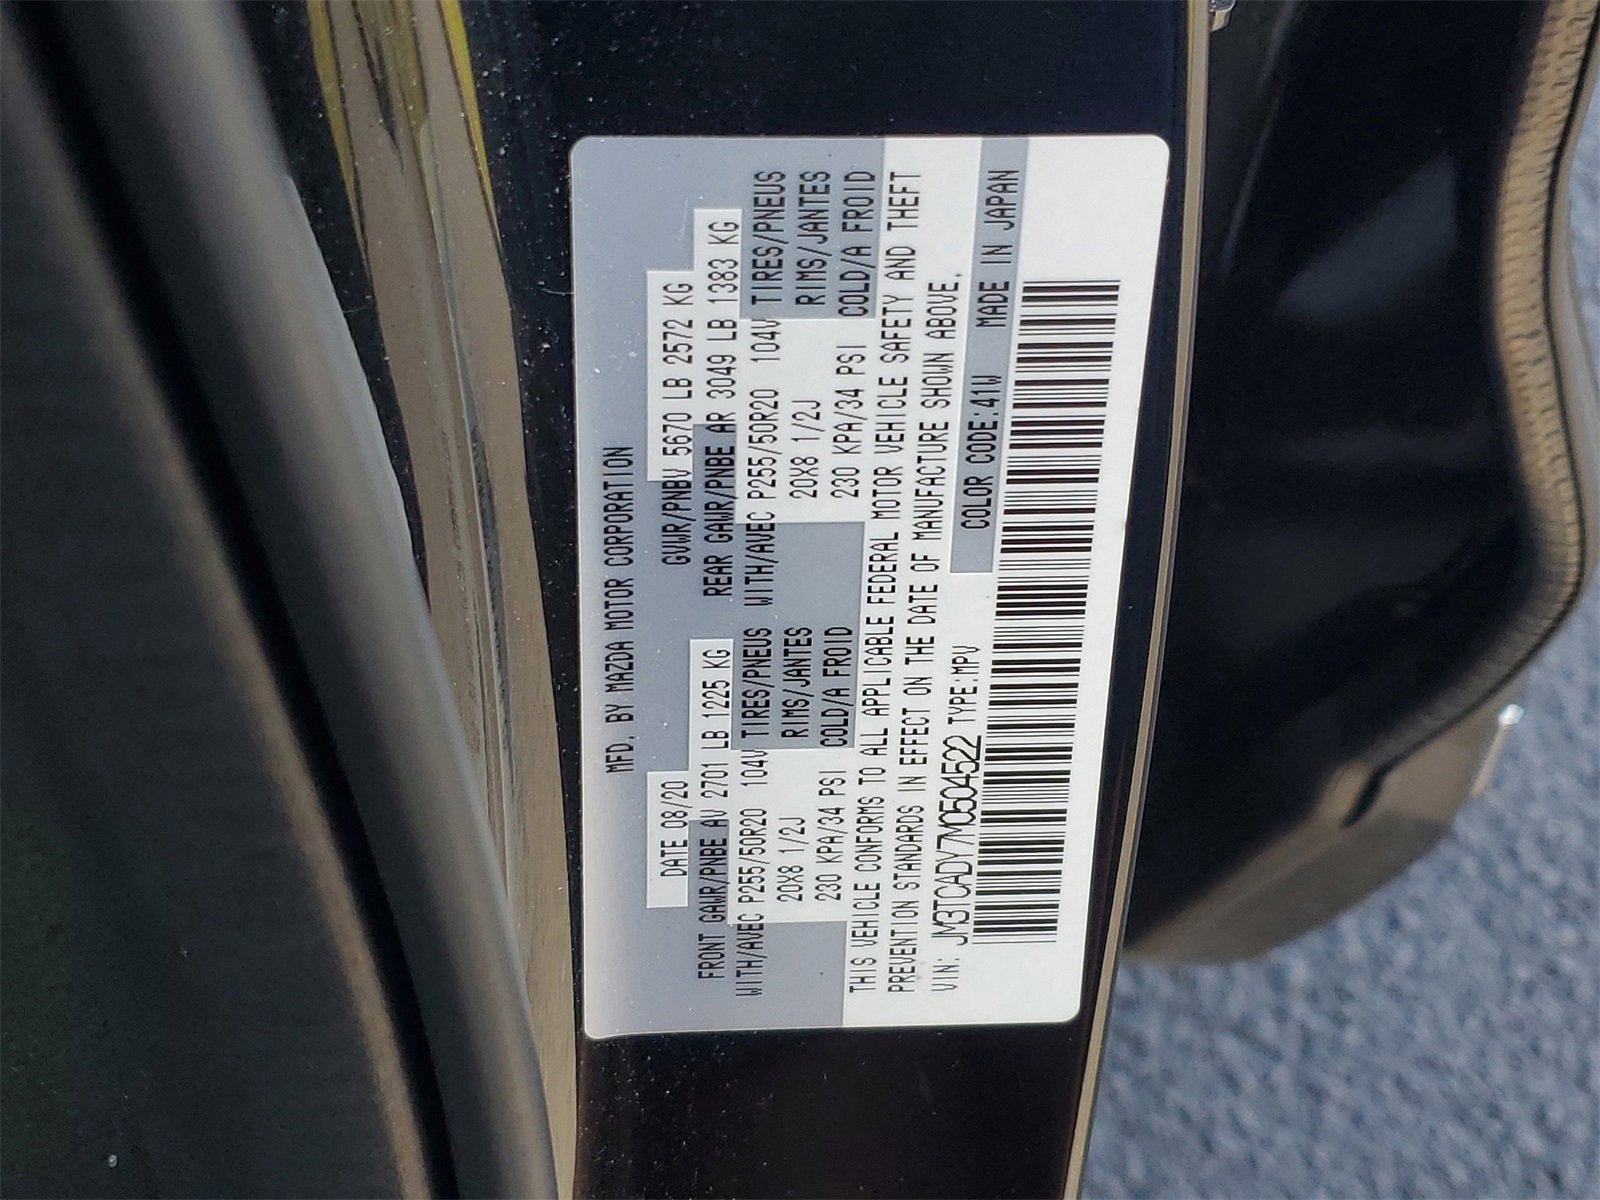 MFD. BY MAZDA MOTOR CORPORATION
DATE 08/20 GVWR/PNBV 5670 LB 2572 KG
FRONT GAWR/PNBE AV 2701 LB 1225 KG REAR GAWR/PNBE AR 3049 LB 1383 KG
WITH/AVEC P255/50R20 104V TIRES/PNEUS WITH/AVEC P255/50R20 104V TIRES/PNEUS
20X8 1/2J RIMS/JANTES 20X8 1/2J RIMS/JANTES
230 KPA/34 PSI COLD/A FROID 230 KPA/34 PSI COLD/A FROID
THIS VEHICLE CONFORMS TO ALL APPLICABLE FEDERAL MOTOR VEHICLE SAFETY AND THEFT
PREVENTION STANDARDS IN EFFECT ON THE DATE OF MANUFACTURE SHOWN ABOVE.
VIN: JM3TCADY7M0504522 TYPE:MPV COLOR CODE:41W MADE IN JAPAN